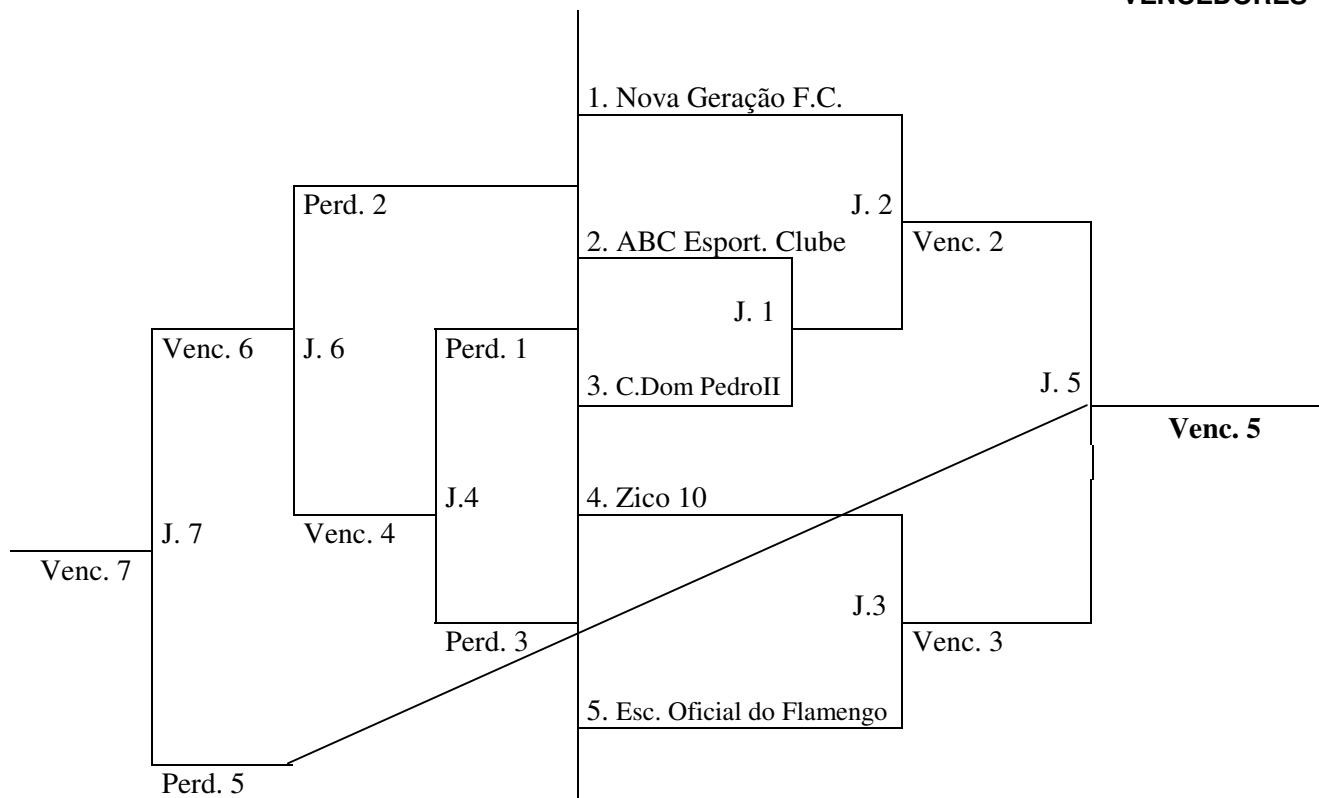 VENCEDORES
1. Nova Geração F.C.
Perd. 2
J. 2
2. ABC Esport. Clube
Venc. 2
J. 1
Venc. 6
J. 6
Perd. 1
3. C.Dom PedroII
J. 5
Venc. 5
J.4
4. Zico 10
J. 7
Venc. 4
Venc. 7
J.3
Perd. 3
Venc. 3
5. Esc. Oficial do Flamengo
Perd. 5